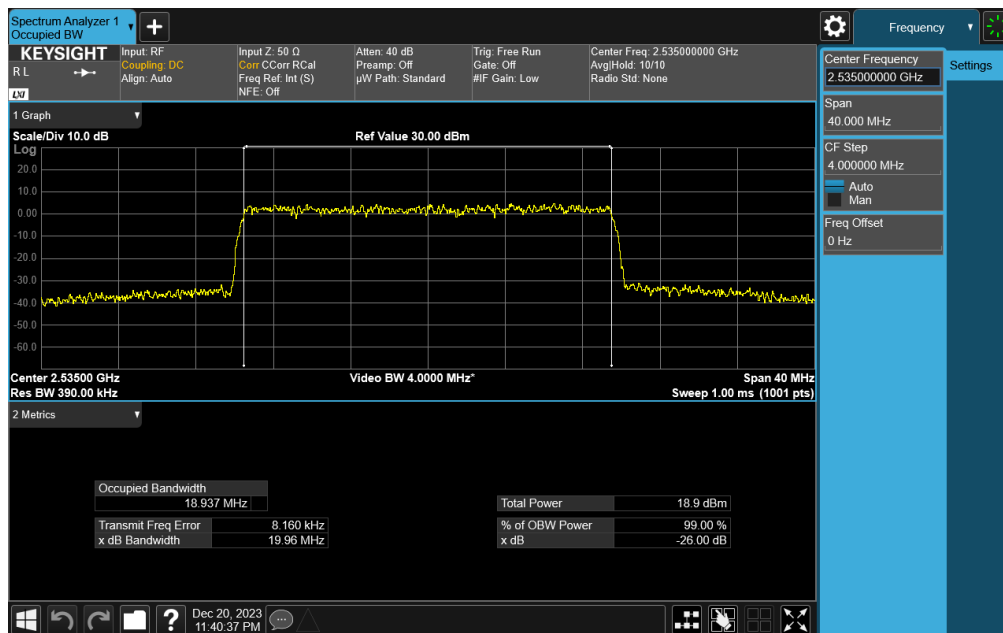 Spectrum Analyzer 1
Occupied BW
Frequency
KEYSIGHT
R L
LXI
Input: RF
Coupling: DC
Align: Auto
Input Z: 50 Ω
Corr CCorr RCal
Freq Ref: Int (S)
NFE: Off
Atten: 40 dB
Preamp: Off
µW Path: Standard
Trig: Free Run
Gate: Off
#IF Gain: Low
Center Freq: 2.535000000 GHz
Avg|Hold: 10/10
Radio Std: None
Center Frequency
2.535000000 GHz
Settings
Span
40.000 MHz
CF Step
4.000000 MHz
Auto
Man
Freq Offset
0 Hz
1 Graph
Scale/Div 10.0 dB
Ref Value 30.00 dBm
Log
20.0
10.0
0.00
-10.0
-20.0
-30.0
-40.0
-50.0
-60.0
Center 2.53500 GHz
Video BW 4.0000 MHz*
Span 40 MHz
Res BW 390.00 kHz
Sweep 1.00 ms (1001 pts)
2 Metrics
Occupied Bandwidth
18.937 MHz
Total Power 18.9 dBm
Transmit Freq Error 8.160 kHz
% of OBW Power 99.00 %
x dB Bandwidth 19.96 MHz
x dB -26.00 dB
?
Dec 20, 2023
11:40:37 PM